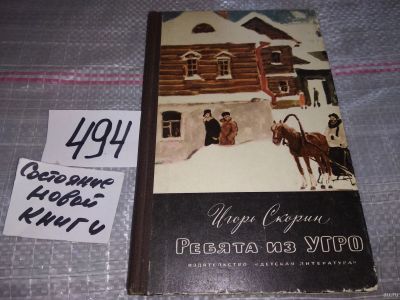 494
Состояние
новой
книги
Игорь Скорин
РЕБЯТА ИЗ УГРО
ИЗДАТЕЛЬСТВО «ДЕТСКАЯ ЛИТЕРАТУРА»